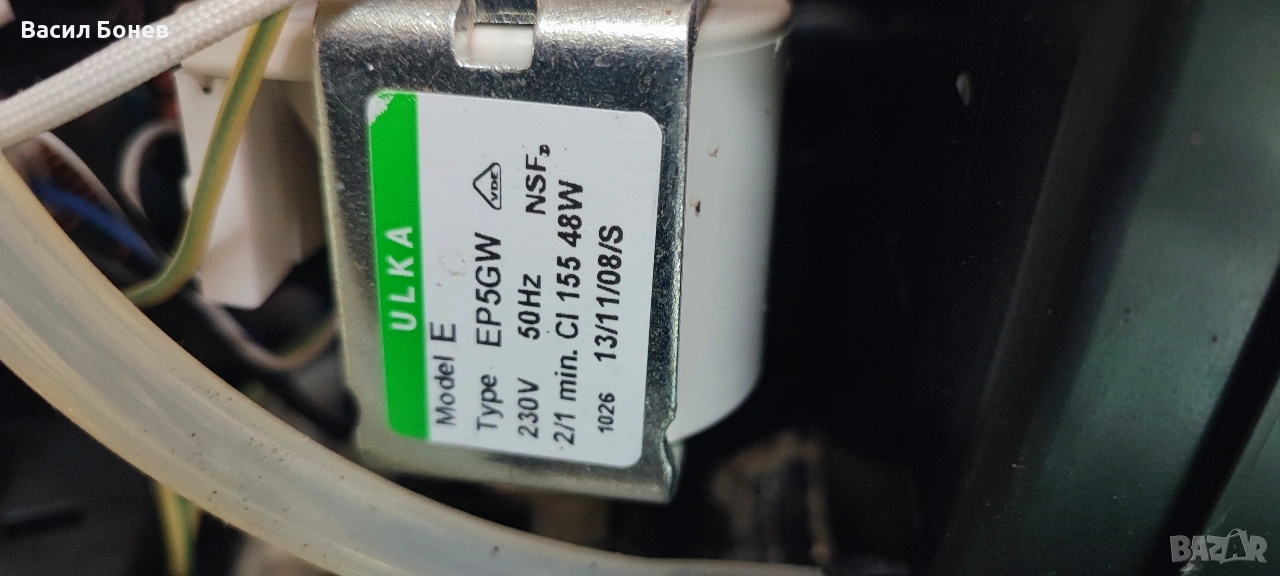 Васил Бонев
ULKA
Model E
Type EP5GW VDE
230V 50Hz NSF
2/1 min. Cl 155 48W
1026 13/11/08/S
BAZAR